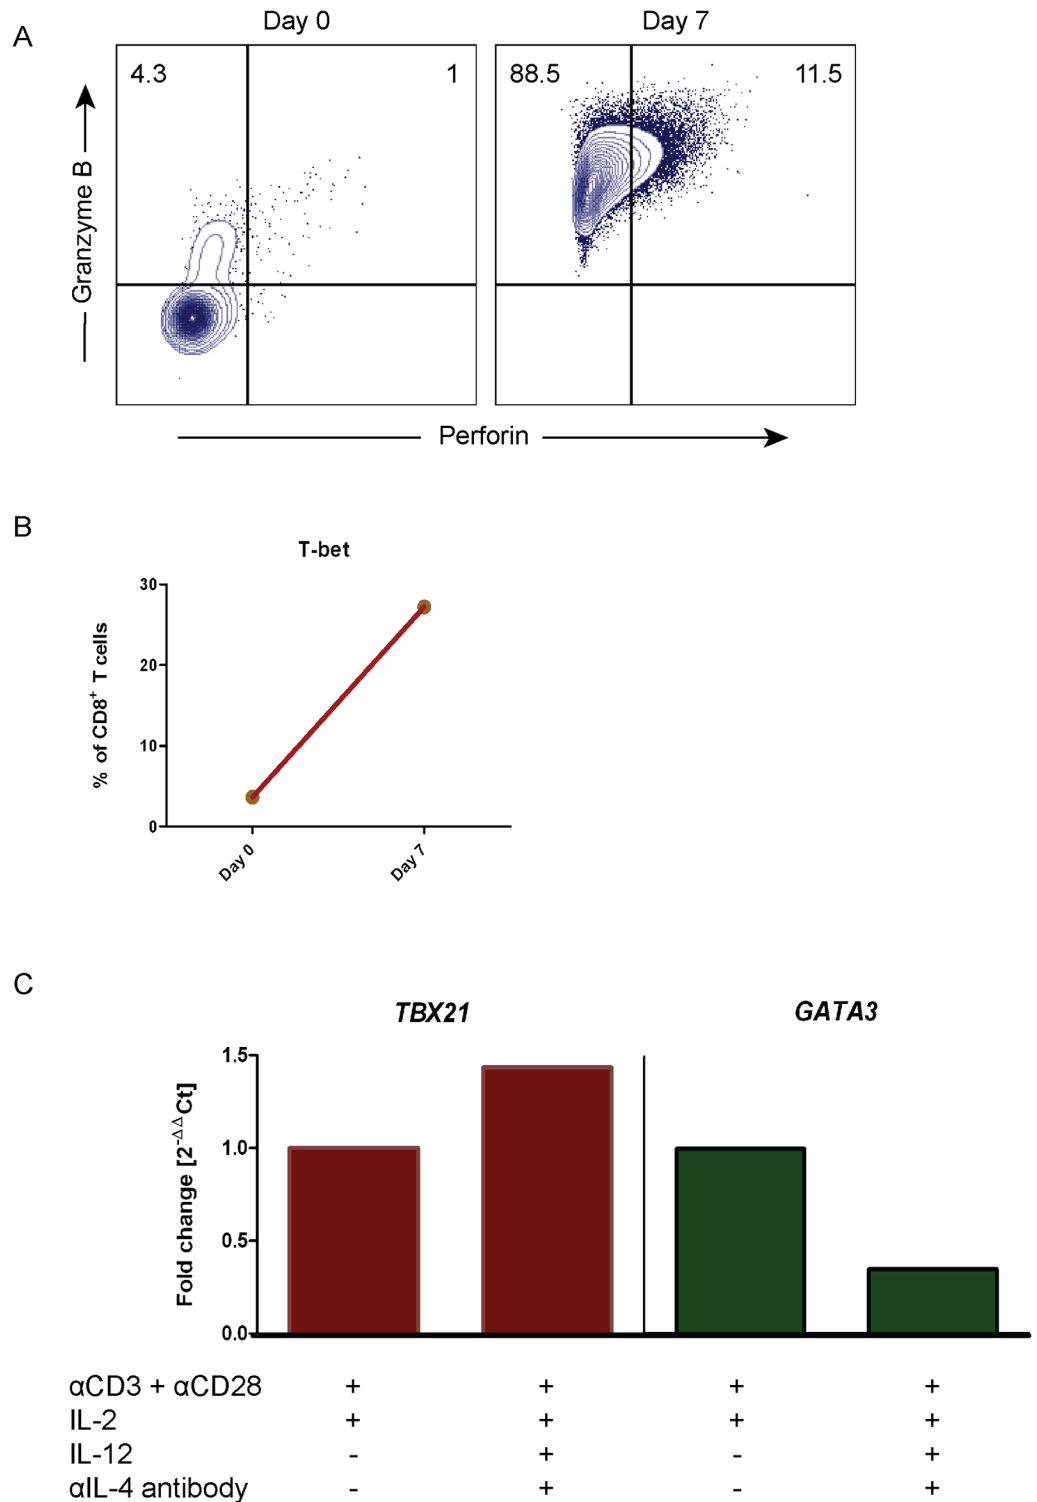 A
Day 0
Day 7
4.3
1
88.5
11.5
Granzyme B
Perforin
B
T-bet
30
20
10
0
% of CD8+ T cells
Day 0
Day 7
C
TBX21
GATA3
1.5
1.0
0.5
0.0
Fold change [2-ΔΔCt]
αCD3 + αCD28 + + + +
IL-2 + + + +
IL-12 - + - +
αIL-4 antibody - + - +